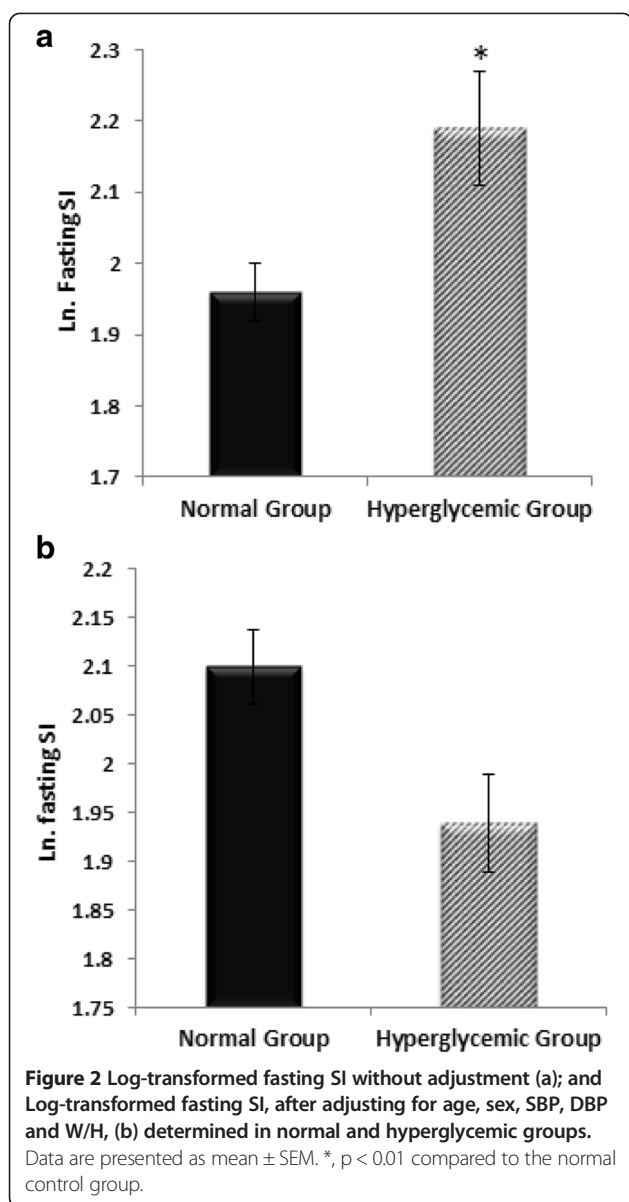 a
2.3
*
2.2
2.1
2
1.9
1.8
1.7
Ln. Fasting SI
Normal Group Hyperglycemic Group
b
2.2
2.15
2.1
2.05
2
1.95
1.9
1.85
1.8
1.75
Ln. fasting SI
Normal Group Hyperglycemic Group
Figure 2 Log-transformed fasting SI without adjustment (a); and
Log-transformed fasting SI, after adjusting for age, sex, SBP, DBP
and W/H, (b) determined in normal and hyperglycemic groups.
Data are presented as mean ± SEM. *, p < 0.01 compared to the normal
control group.